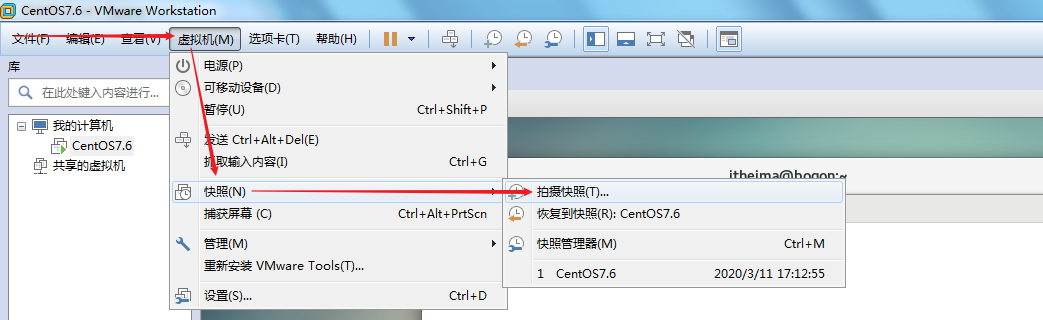 CentOS7.6 - VMware Workstation
文件(F) 编辑(E) 查看(V) 虚拟机(M) 选项卡(T) 帮助(H)
库
在此处键入内容进行...
我的计算机
CentOS7.6
共享的虚拟机
电源(P)
可移动设备(D)
暂停(U) Ctrl+Shift+P
发送 Ctrl+Alt+Del(E)
抓取输入内容(I) Ctrl+G
快照(N)
捕获屏幕 (C) Ctrl+Alt+PrtScn
管理(M)
重新安装 VMware Tools(T)...
设置(S)... Ctrl+D
itheima@bogon:~
拍摄快照(T)...
恢复到快照(R): CentOS7.6
快照管理器(M) Ctrl+M
1 CentOS7.6 2020/3/11 17:12:55